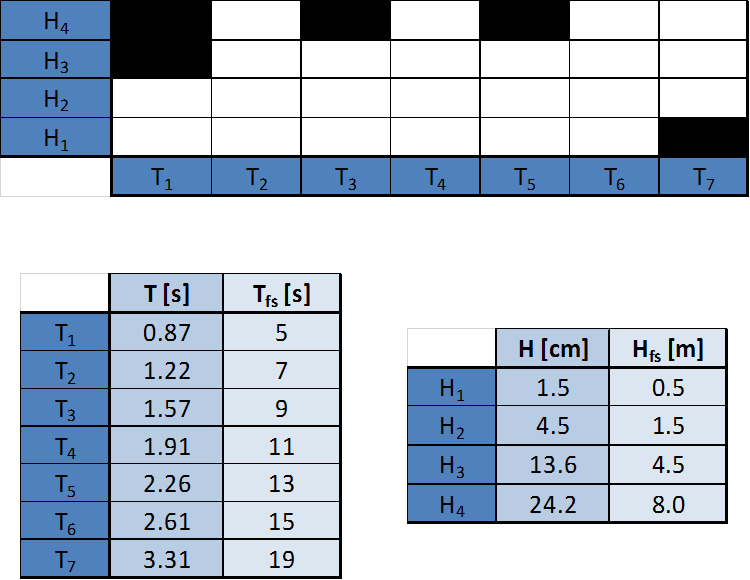 H₄
H₃
H₂
H₁
T₁ T₂ T₃ T₄ T₅ T₆ T₇
T [s] T_fs [s]
T₁ 0.87 5
T₂ 1.22 7
T₃ 1.57 9
T₄ 1.91 11
T₅ 2.26 13
T₆ 2.61 15
T₇ 3.31 19
H [cm] H_fs [m]
H₁ 1.5 0.5
H₂ 4.5 1.5
H₃ 13.6 4.5
H₄ 24.2 8.0